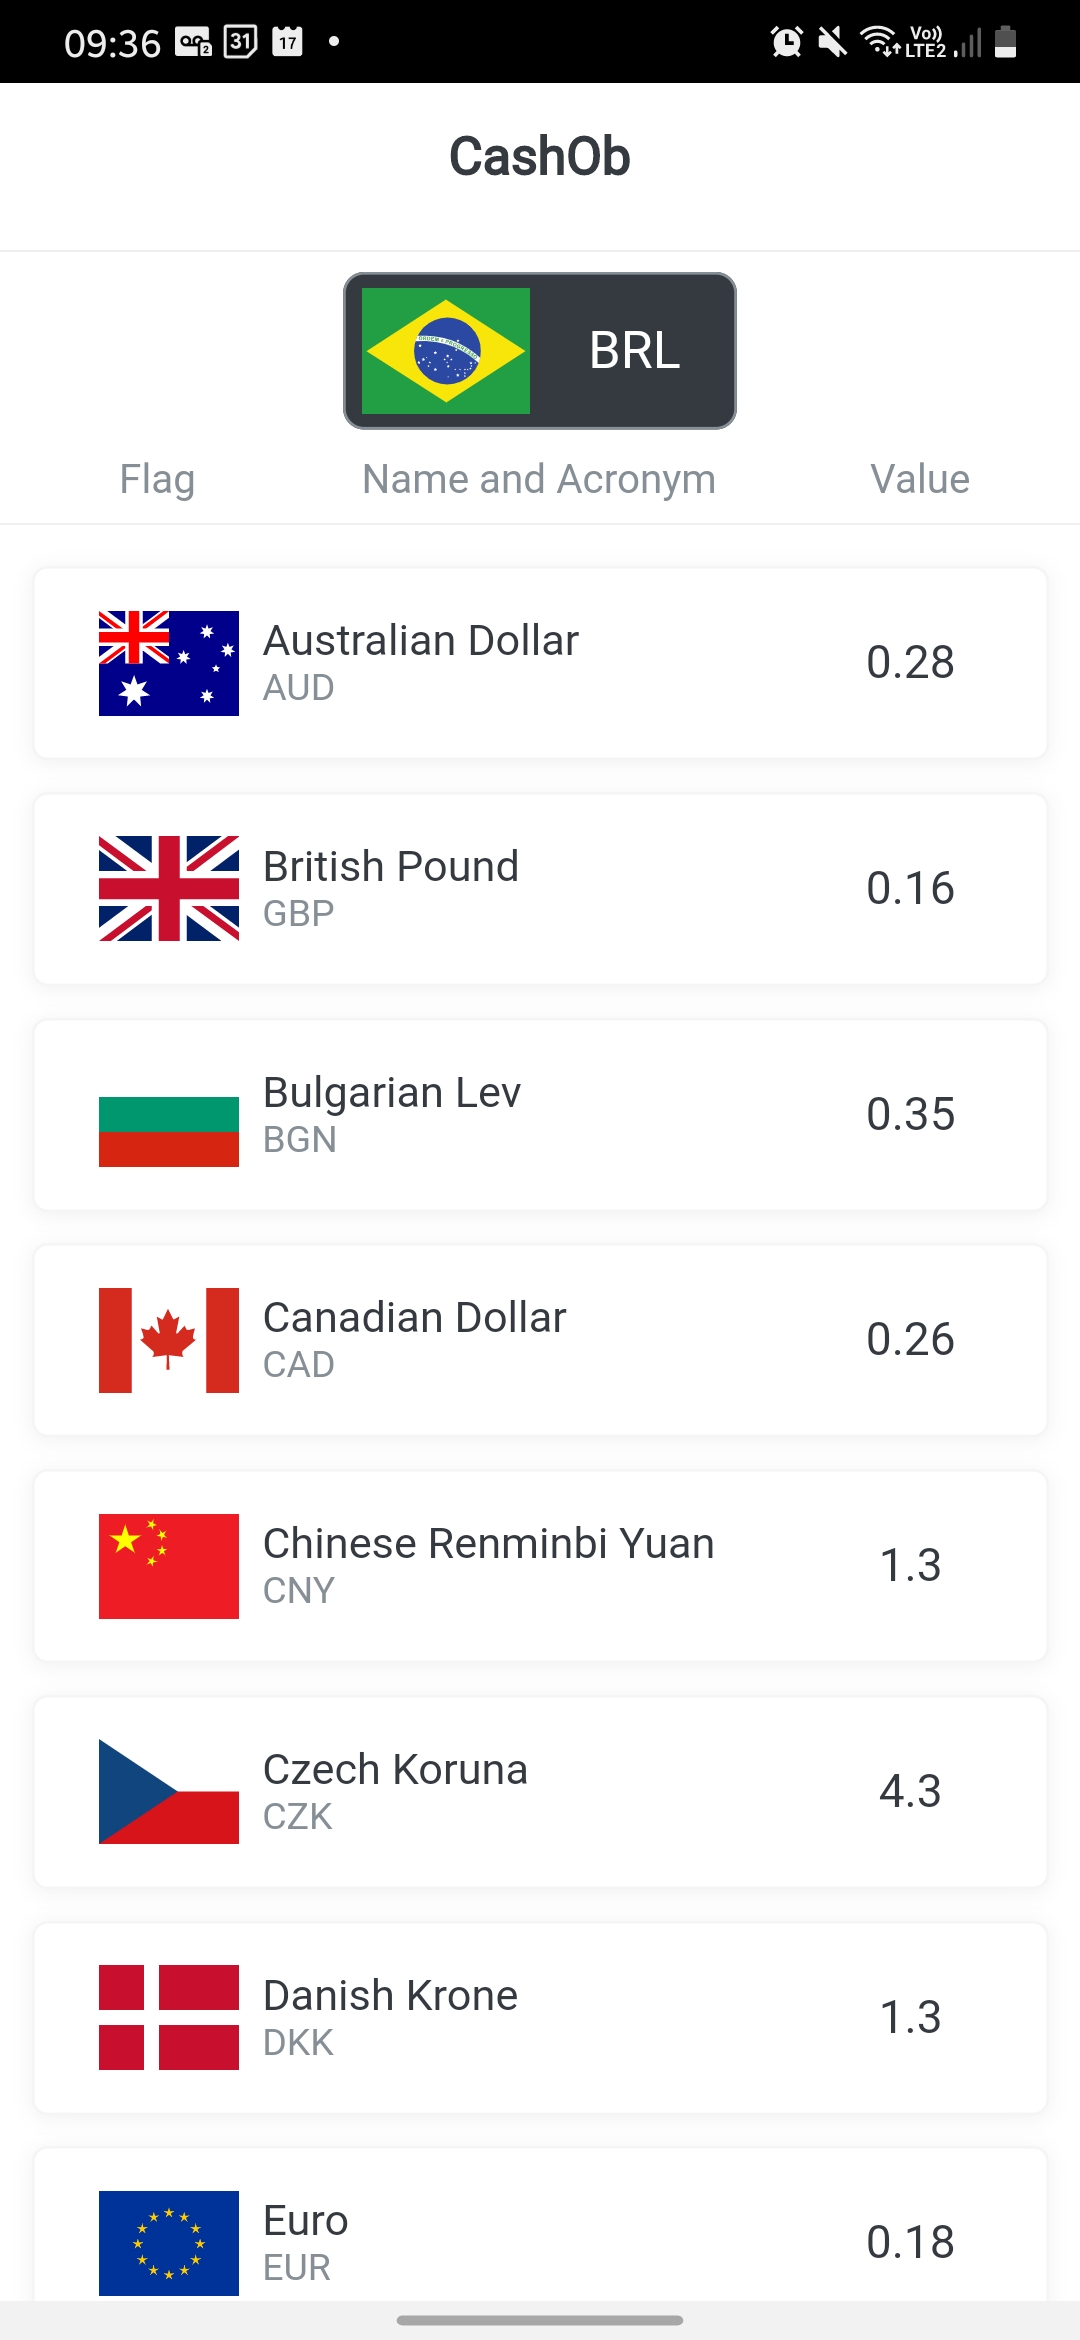 09:36 2 31 17 Vo)) LTE2
CashOb
BRL
Flag Name and Acronym Value
Australian Dollar
AUD
0.28
British Pound
GBP
0.16
Bulgarian Lev
BGN
0.35
Canadian Dollar
CAD
0.26
Chinese Renminbi Yuan
CNY
1.3
Czech Koruna
CZK
4.3
Danish Krone
DKK
1.3
Euro
EUR
0.18